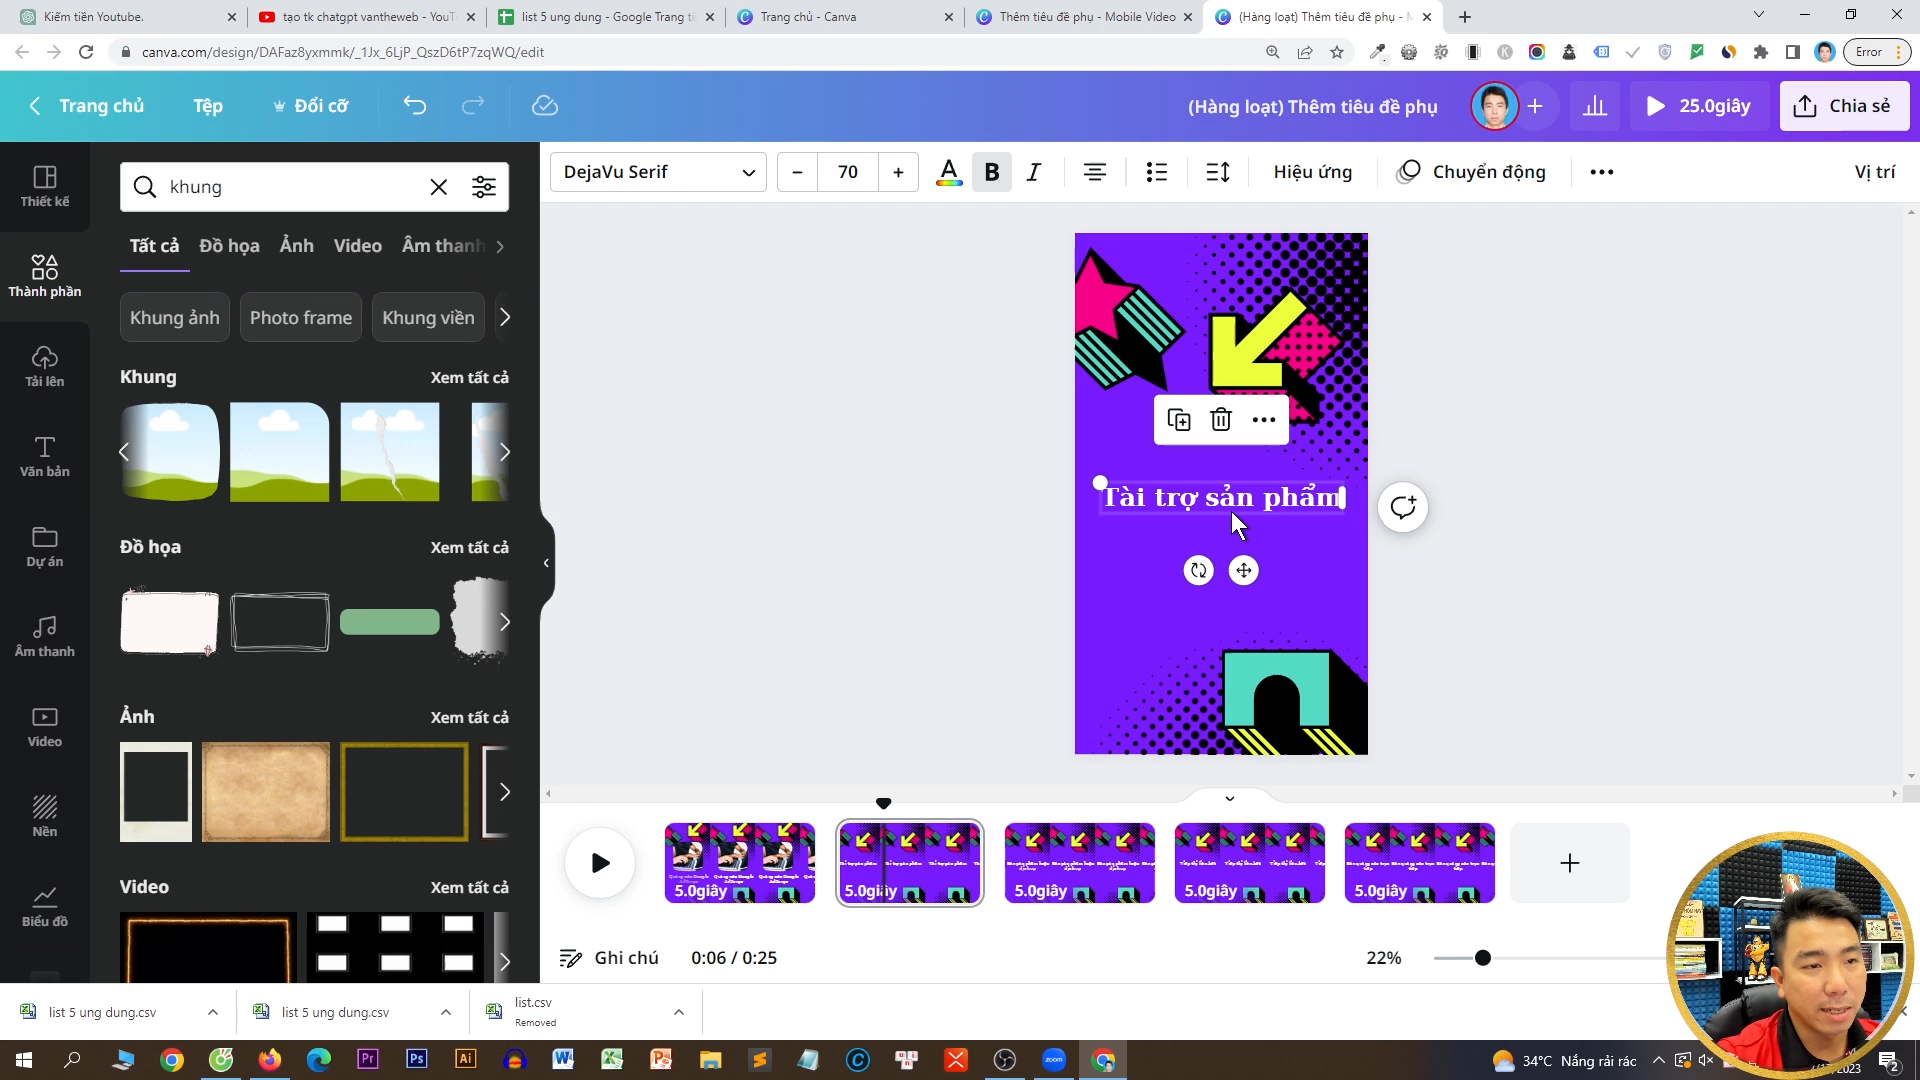 Kiếm tiền Youtube.
tạo tk chatgpt vantheweb - YouT
list 5 ung dung - Google Trang tí
Trang chủ - Canva
Thêm tiêu đề phụ - Mobile Video
(Hàng loạt) Thêm tiêu đề phụ - M
canva.com/design/DAFaz8yxmmk/_1Jx_6LjP_QszD6tP7zqWQ/edit
Error
Trang chủ
Tệp
Đổi cỡ
(Hàng loạt) Thêm tiêu đề phụ
25.0giây
Chia sẻ
Thiết kế
Thành phần
Tải lên
Văn bản
Dự án
Âm thanh
Video
Nền
Biểu đồ
khung
Tất cả
Đồ họa
Ảnh
Video
Âm thanh
Khung ảnh
Photo frame
Khung viền
Khung
Xem tất cả
Đồ họa
Xem tất cả
Ảnh
Xem tất cả
Video
Xem tất cả
DejaVu Serif
70
A
B
I
Hiệu ứng
Chuyển động
Vị trí
Tài trợ sản phẩm
5.0giây
5.0giây
5.0giây
5.0giây
5.0giây
Ghi chú
0:06 / 0:25
22%
list 5 ung dung.csv
list 5 ung dung.csv
list.csv
Removed
34°C Nắng rải rác
2